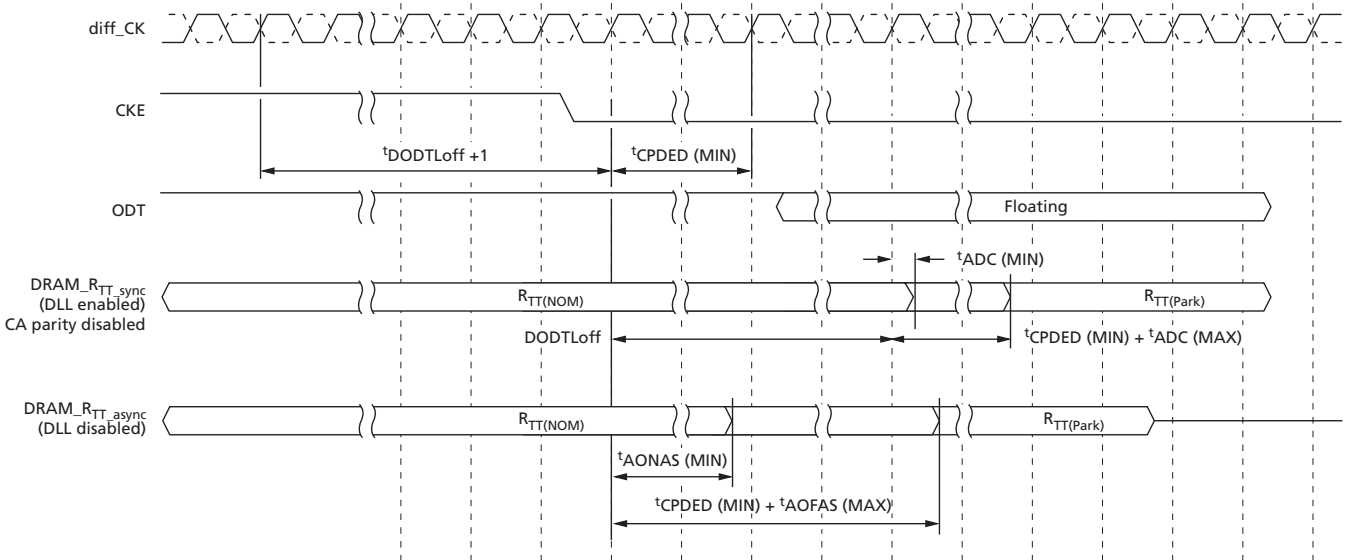 diff_CK
CKE
tDODTLoff +1
tCPDED (MIN)
ODT
Floating
tADC (MIN)
DRAM_RTT_sync
(DLL enabled)
CA parity disabled
RTT(NOM)
RTT(Park)
DODTLoff
tCPDED (MIN) + tADC (MAX)
DRAM_RTT_async
(DLL disabled)
RTT(NOM)
RTT(Park)
tAONAS (MIN)
tCPDED (MIN) + tAOFAS (MAX)